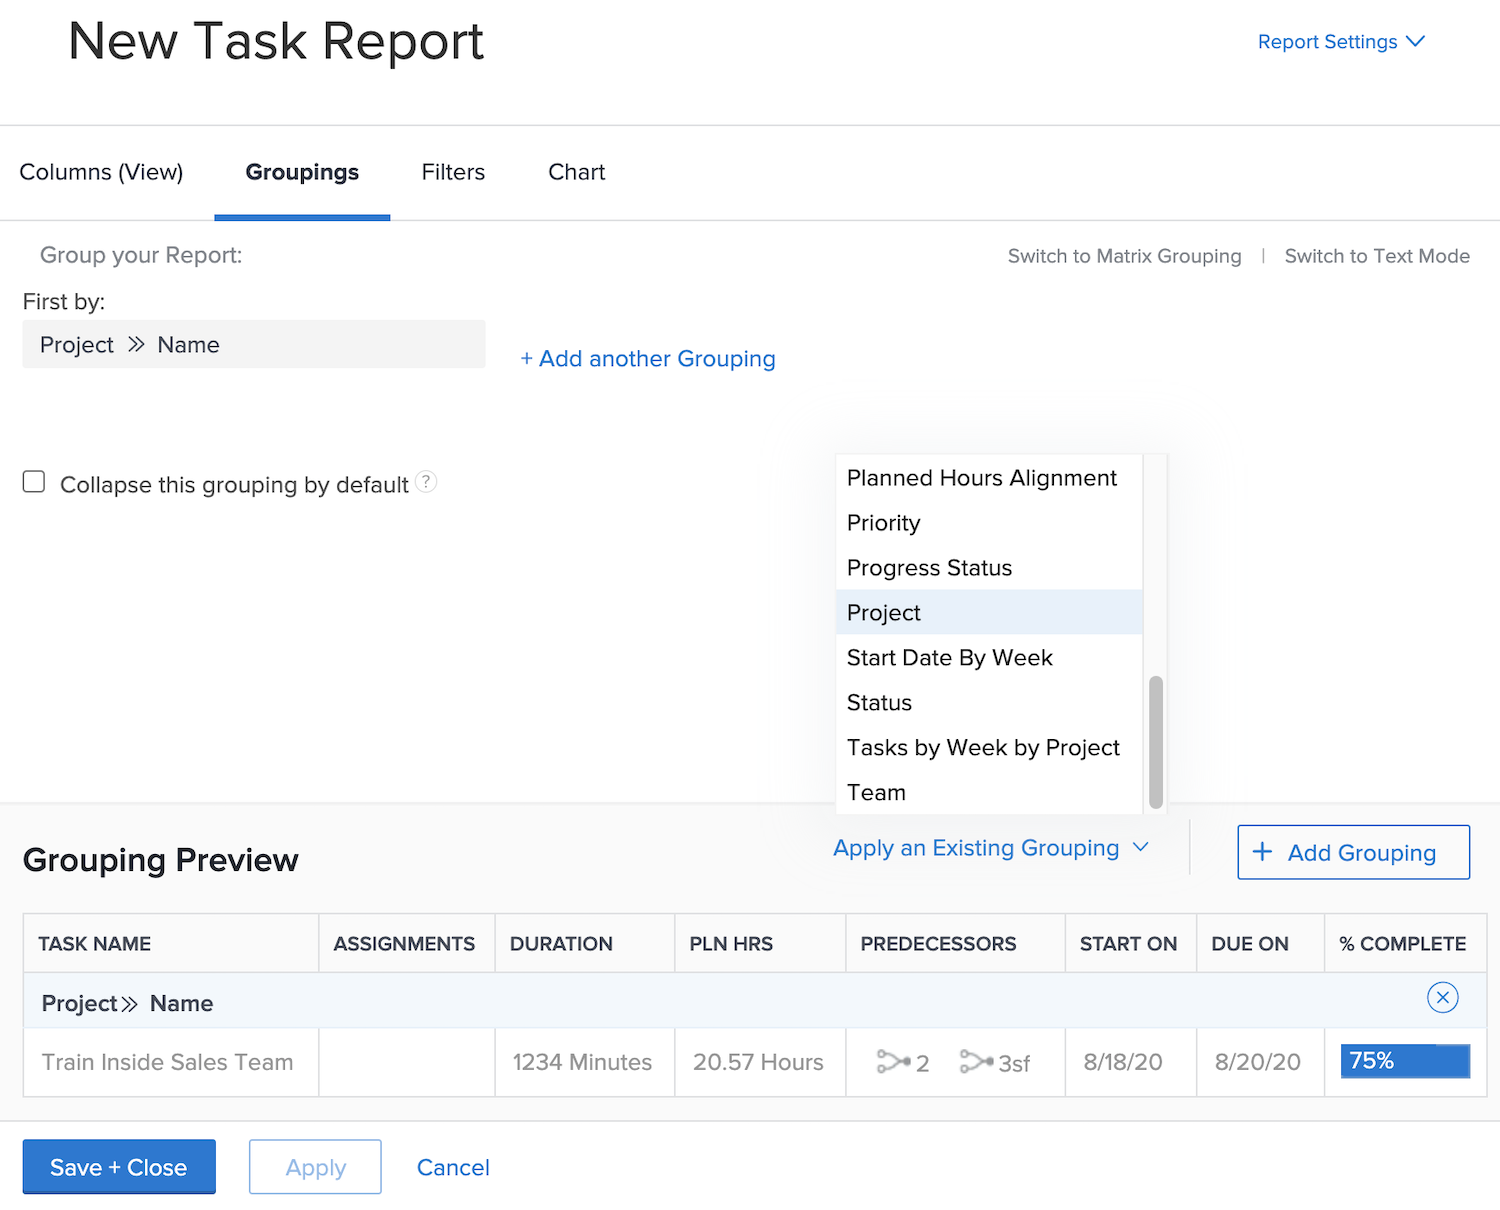 New Task Report
Report Settings
Columns (View)
Groupings
Filters
Chart
Group your Report:
Switch to Matrix Grouping | Switch to Text Mode
First by:
Project » Name
+ Add another Grouping
Collapse this grouping by default ?
Planned Hours Alignment
Priority
Progress Status
Project
Start Date By Week
Status
Tasks by Week by Project
Team
Grouping Preview
Apply an Existing Grouping
+ Add Grouping
TASK NAME ASSIGNMENTS DURATION PLN HRS PREDECESSORS START ON DUE ON % COMPLETE
Project» Name
Train Inside Sales Team 1234 Minutes 20.57 Hours 2 3sf 8/18/20 8/20/20 75%
Save + Close
Apply
Cancel